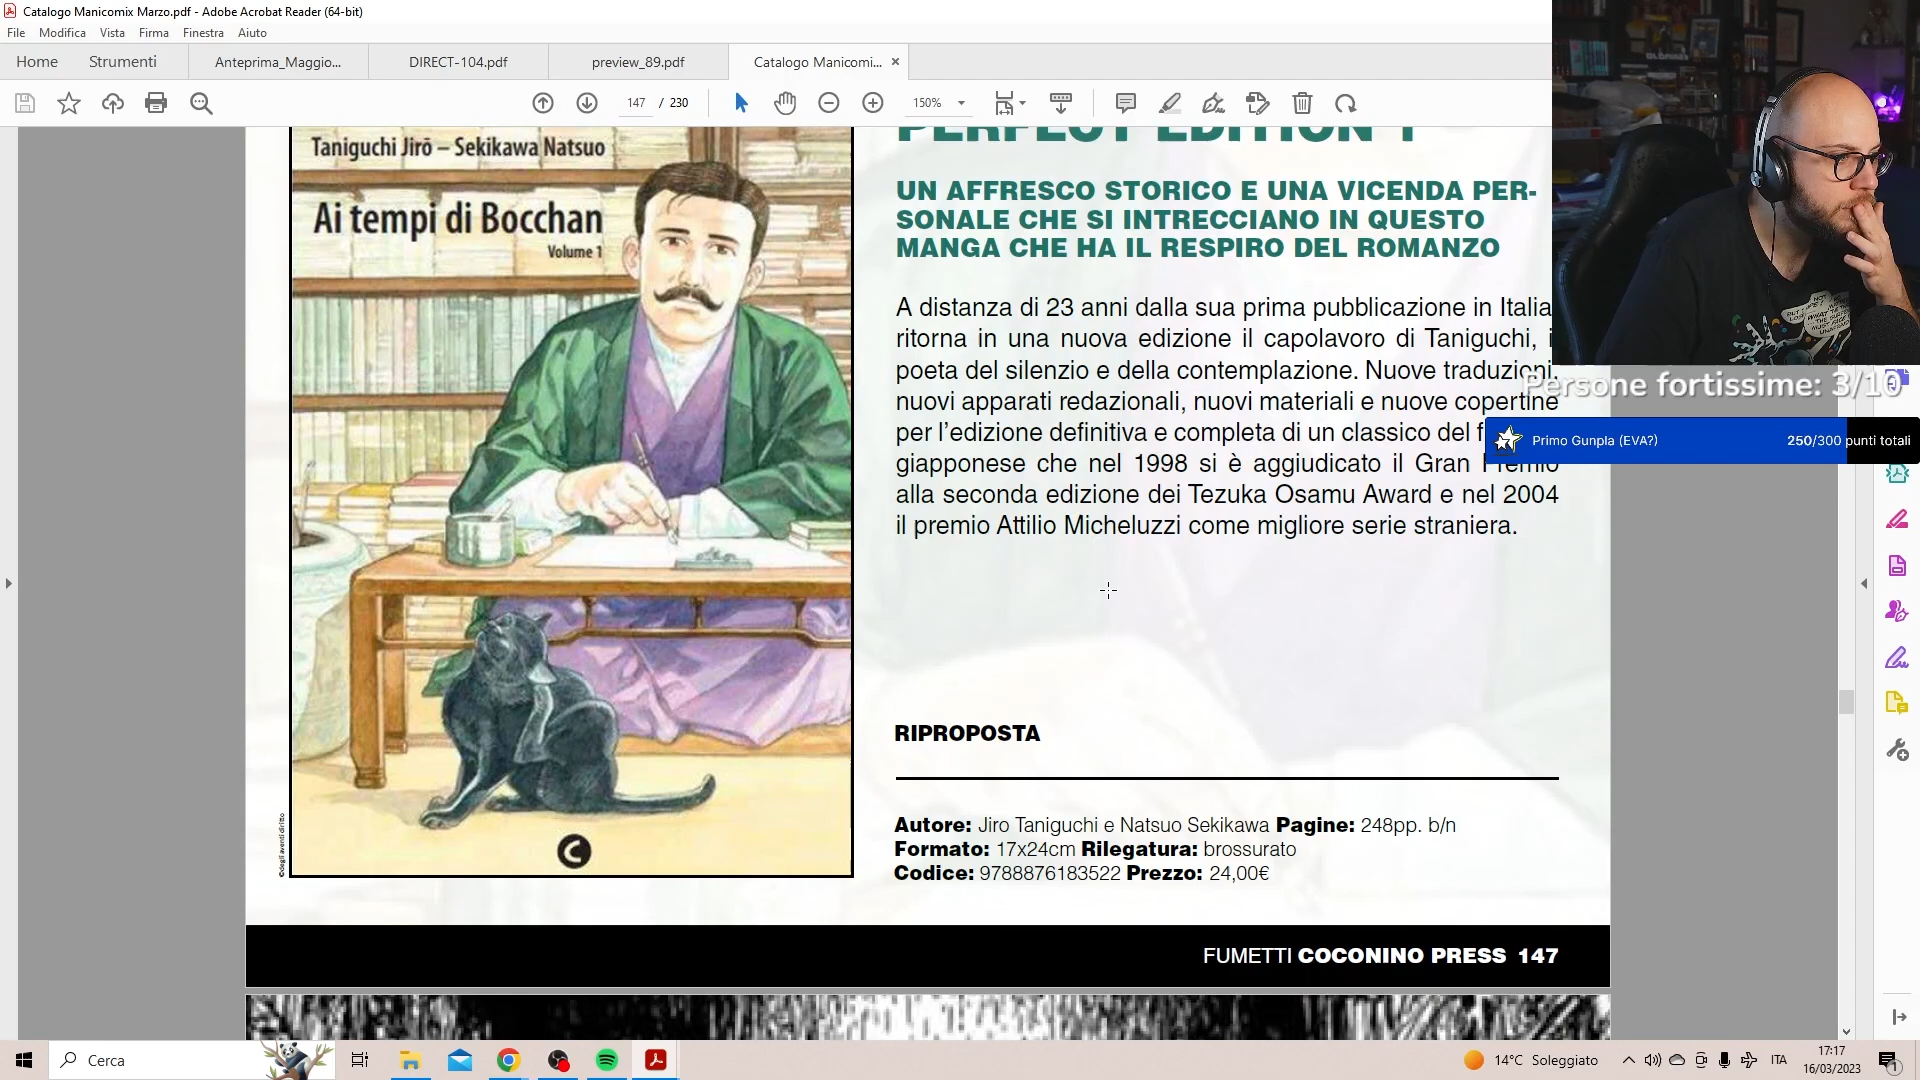 Catalogo Manicomix Marzo.pdf - Adobe Acrobat Reader (64-bit)
File Modifica Vista Firma Finestra Aiuto
Home Strumenti Anteprima_Maggio... DIRECT-104.pdf preview_89.pdf Catalogo Manicomi... ×
147 / 230 150%
Taniguchi Jirō – Sekikawa Natsuo
Ai tempi di Bocchan
Volume 1
PERFECT EDITION 1
UN AFFRESCO STORICO E UNA VICENDA PER-
SONALE CHE SI INTRECCIANO IN QUESTO
MANGA CHE HA IL RESPIRO DEL ROMANZO
A distanza di 23 anni dalla sua prima pubblicazione in Italia
ritorna in una nuova edizione il capolavoro di Taniguchi, i
poeta del silenzio e della contemplazione. Nuove traduzioni,
nuovi apparati redazionali, nuovi materiali e nuove copertine
per l'edizione definitiva e completa di un classico del f
giapponese che nel 1998 si è aggiudicato il Gran Premio
alla seconda edizione dei Tezuka Osamu Award e nel 2004
il premio Attilio Micheluzzi come migliore serie straniera.
Persone fortissime: 3/10
Primo Gunpla (EVA?) 250/300 punti totali
RIPROPOSTA
Autore: Jiro Taniguchi e Natsuo Sekikawa Pagine: 248pp. b/n
Formato: 17x24cm Rilegatura: brossurato
Codice: 9788876183522 Prezzo: 24,00€
©degli aventi diritto
FUMETTI COCONINO PRESS 147
Cerca
14°C Soleggiato
ITA
17:17
16/03/2023
1